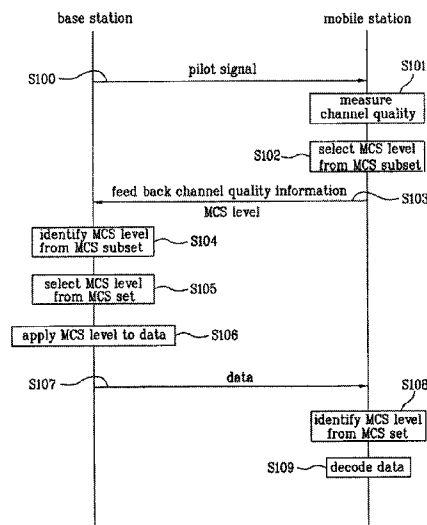 base station
mobile station
pilot signal
S100
S101
measure
channel quality
S102
select MCS level
from MCS subset
feed back channel quality information
MCS level
S103
identify MCS level
from MCS subset
S104
select MCS level
from MCS set
S105
apply MCS level to data
S106
data
S107
S108
identify MCS level
from MCS set
S109
decode data